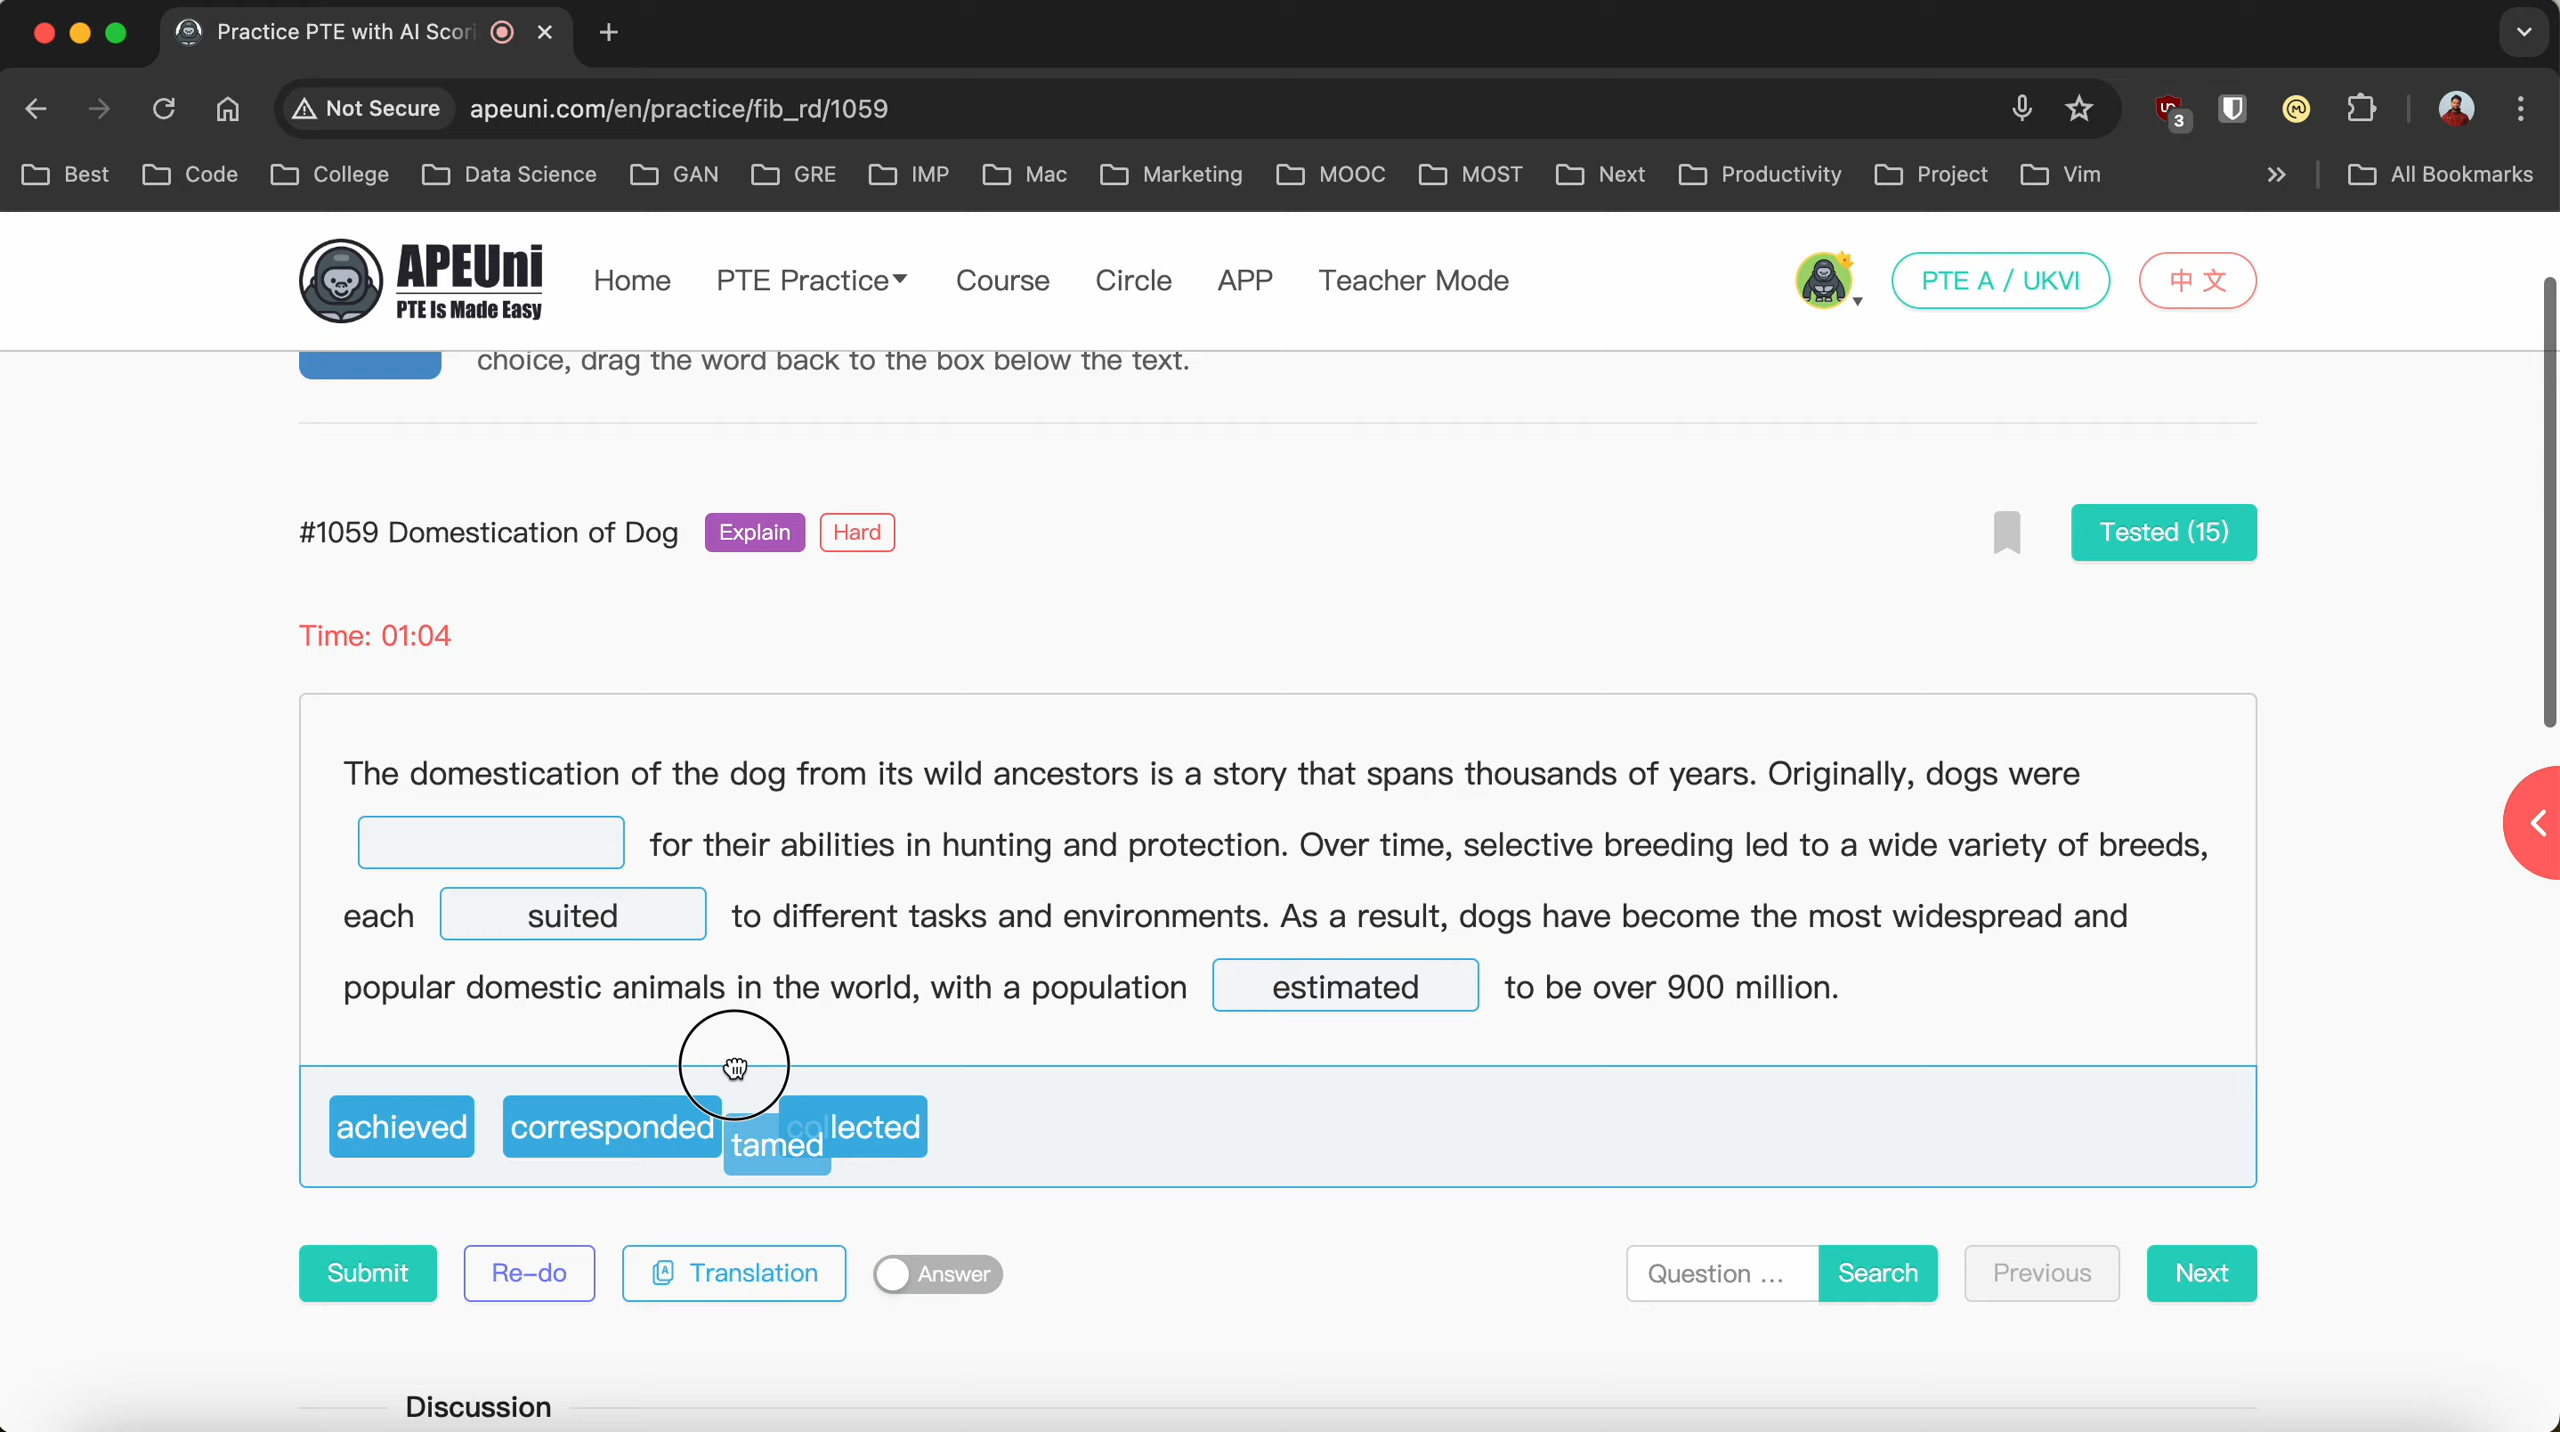 Practice PTE with AI Scori
Not Secure apeuni.com/en/practice/fib_rd/1059 3
Best Code College Data Science GAN GRE IMP Mac Marketing MOOC MOST Next Productivity Project Vim » All Bookmarks
APEUni
PTE Is Made Easy
Home PTE Practice Course Circle APP Teacher Mode PTE A / UKVI 中 文
choice, drag the word back to the box below the text.
#1059 Domestication of Dog Explain Hard Tested (15)
Time: 01:04
The domestication of the dog from its wild ancestors is a story that spans thousands of years. Originally, dogs were
for their abilities in hunting and protection. Over time, selective breeding led to a wide variety of breeds,
each suited to different tasks and environments. As a result, dogs have become the most widespread and
popular domestic animals in the world, with a population estimated to be over 900 million.
achieved corresponded tamed collected
Submit Re-do Translation Answer Question ... Search Previous Next
Discussion